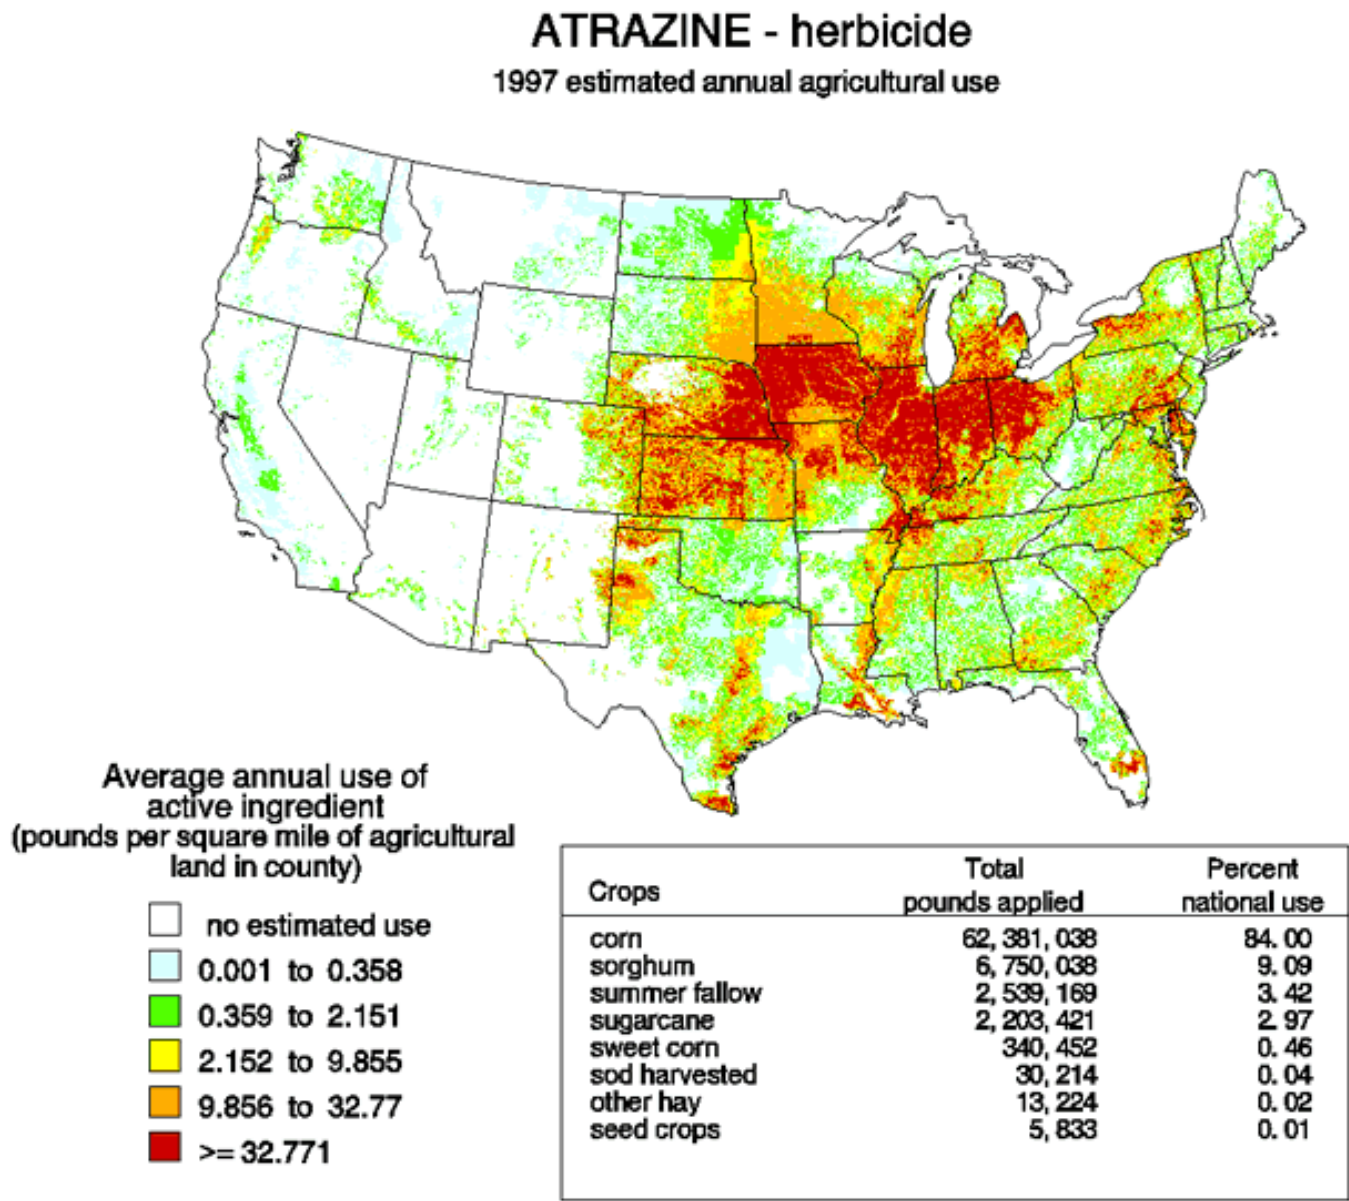 ATRAZINE - herbicide
1997 estimated annual agricultural use
Average annual use of
active ingredient
(pounds per square mile of agricultural
land in county)
no estimated use
0.001 to 0.358
0.359 to 2.151
2.152 to 9.855
9.856 to 32.77
>= 32.771
Crops Total pounds applied Percent national use
corn 62, 381, 038 84. 00
sorghum 6, 750, 038 9. 09
summer fallow 2, 539, 169 3. 42
sugarcane 2, 203, 421 2. 97
sweet corn 340, 452 0. 46
sod harvested 30, 214 0. 04
other hay 13, 224 0. 02
seed crops 5, 833 0. 01